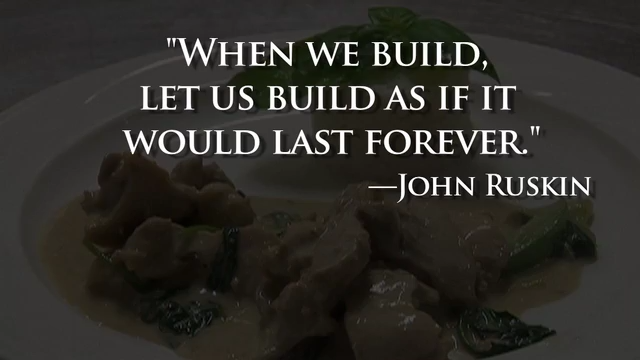 "When we build,
let us build as if it
would last forever."
—John Ruskin